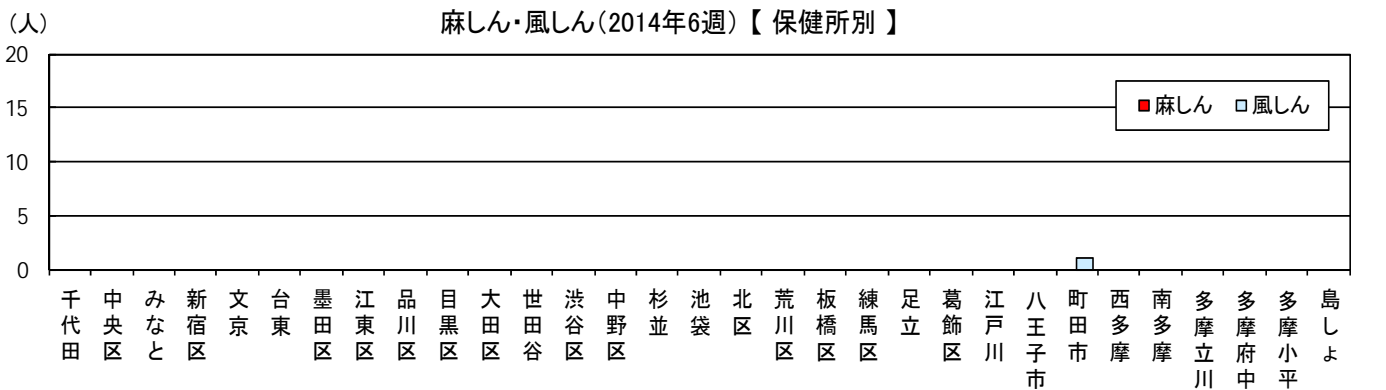 (人)
麻しん・風しん(2014年6週)【 保健所別 】
20
15
10
5
0
麻しん 風しん
千代田
中央区
みなと
新宿区
文京
台東
墨田区
江東区
品川区
目黒区
大田区
世田谷
渋谷区
中野区
杉並
池袋
北区
荒川区
板橋区
練馬区
足立
葛飾区
江戸川
八王子市
町田市
西多摩
南多摩
多摩立川
多摩府中
多摩小平
島しょ